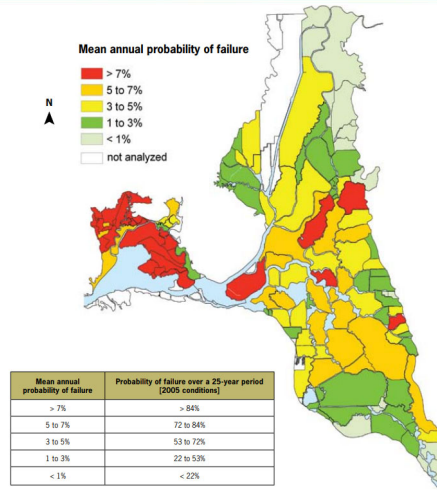 Mean annual probability of failure
> 7%
5 to 7%
3 to 5%
1 to 3%
< 1%
not analyzed
N
Mean annual probability of failure
Probability of failure over a 25-year period [2005 conditions]
> 7%
> 84%
5 to 7%
72 to 84%
3 to 5%
53 to 72%
1 to 3%
22 to 53%
< 1%
< 22%